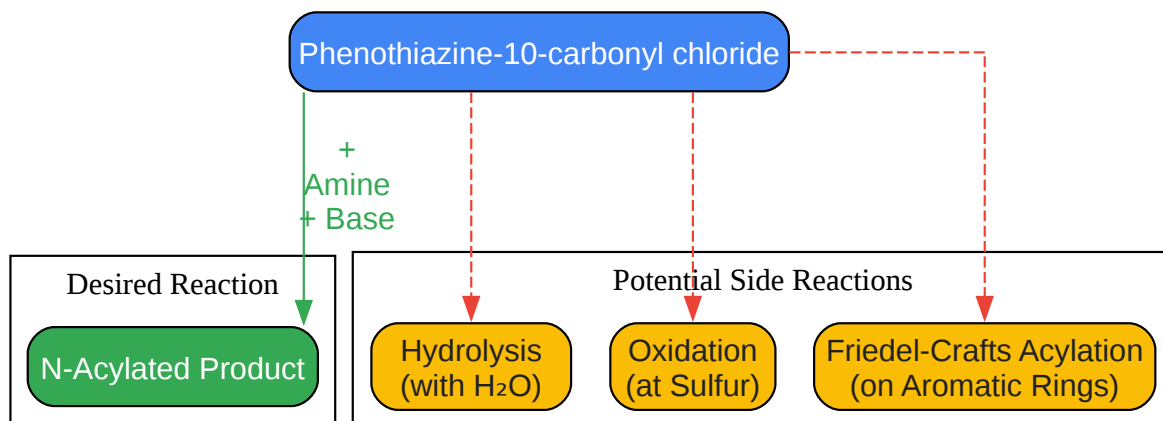 Phenothiazine-10-carbonyl chloride
+
Amine
+ Base
Desired Reaction
Potential Side Reactions
N-Acylated Product
Hydrolysis
(with H₂O)
Oxidation
(at Sulfur)
Friedel-Crafts Acylation
(on Aromatic Rings)